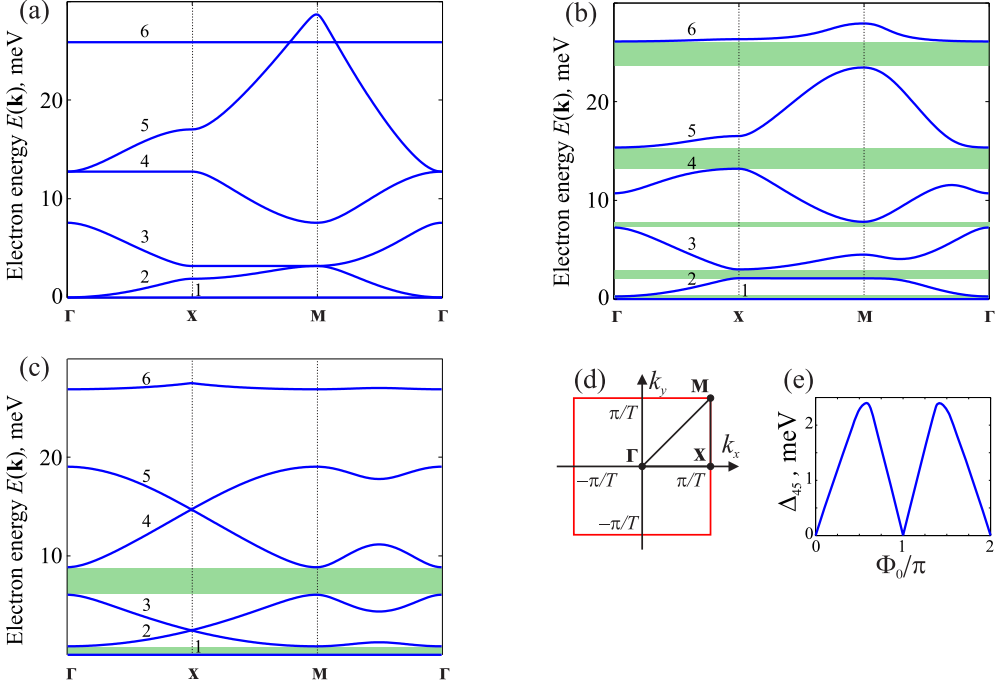 (a)
Electron energy E(k), meV
20
10
0
6
5
4
3
2
1
Γ X M Γ
(b)
Electron energy E(k), meV
20
10
0
6
5
4
3
2
1
Γ X M Γ
(c)
Electron energy E(k), meV
20
10
0
6
5
4
3
2
1
Γ X M Γ
(d)
k_y
M
π/T
Γ
X
k_x
−π/T
π/T
−π/T
(e)
Δ₄₅, meV
2
1
0
0 1 2
Φ₀/π